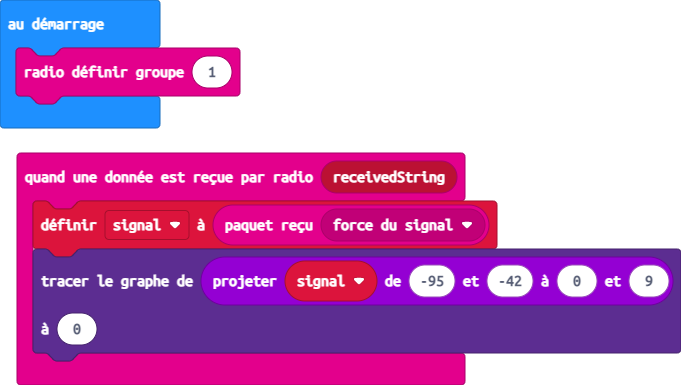 au démarrage
radio définir groupe 1
quand une donnée est reçue par radio receivedString
définir signal à paquet reçu force du signal
tracer le graphe de projeter signal de -95 et -42 à 0 et 9
à 0